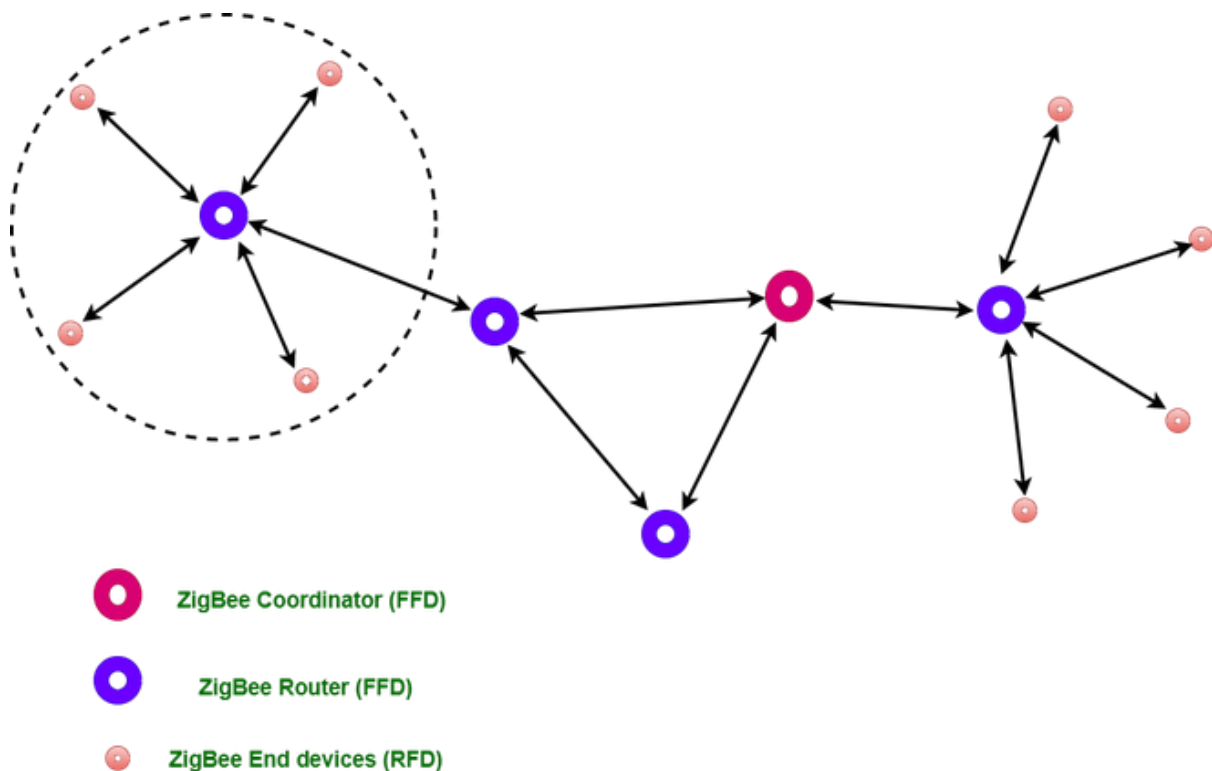 ZigBee Coordinator (FFD)
ZigBee Router (FFD)
ZigBee End devices (RFD)